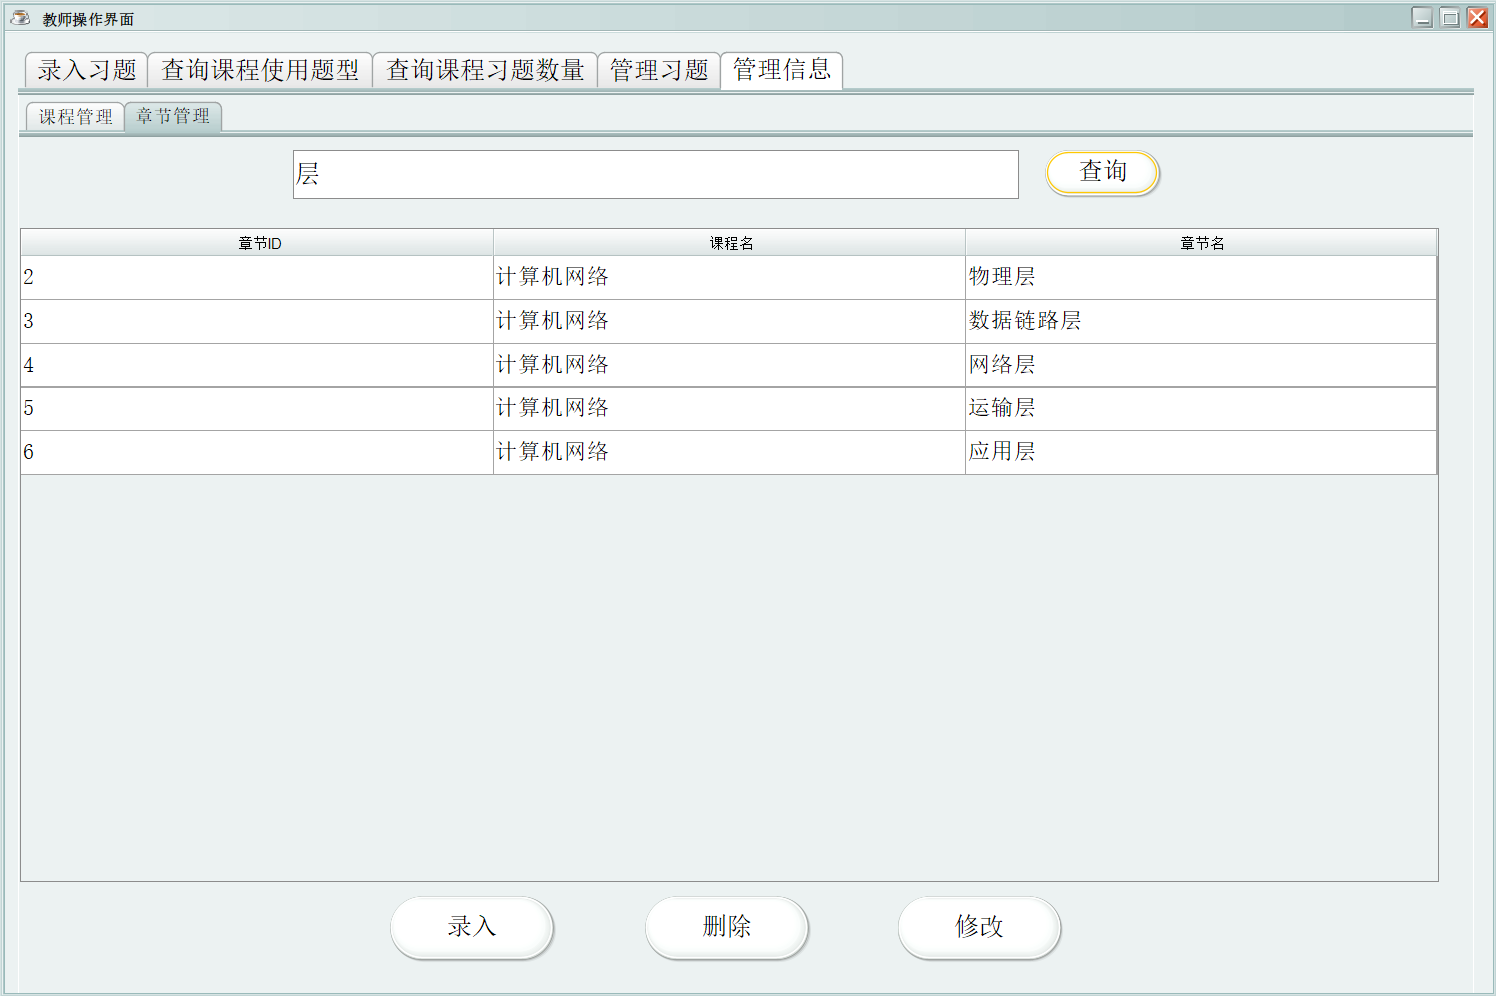 教师操作界面
录入习题 查询课程使用题型 查询课程习题数量 管理习题 管理信息
课程管理 章节管理
层 查询
章节ID 课程名 章节名
2 计算机网络 物理层
3 计算机网络 数据链路层
4 计算机网络 网络层
5 计算机网络 运输层
6 计算机网络 应用层
录入 删除 修改